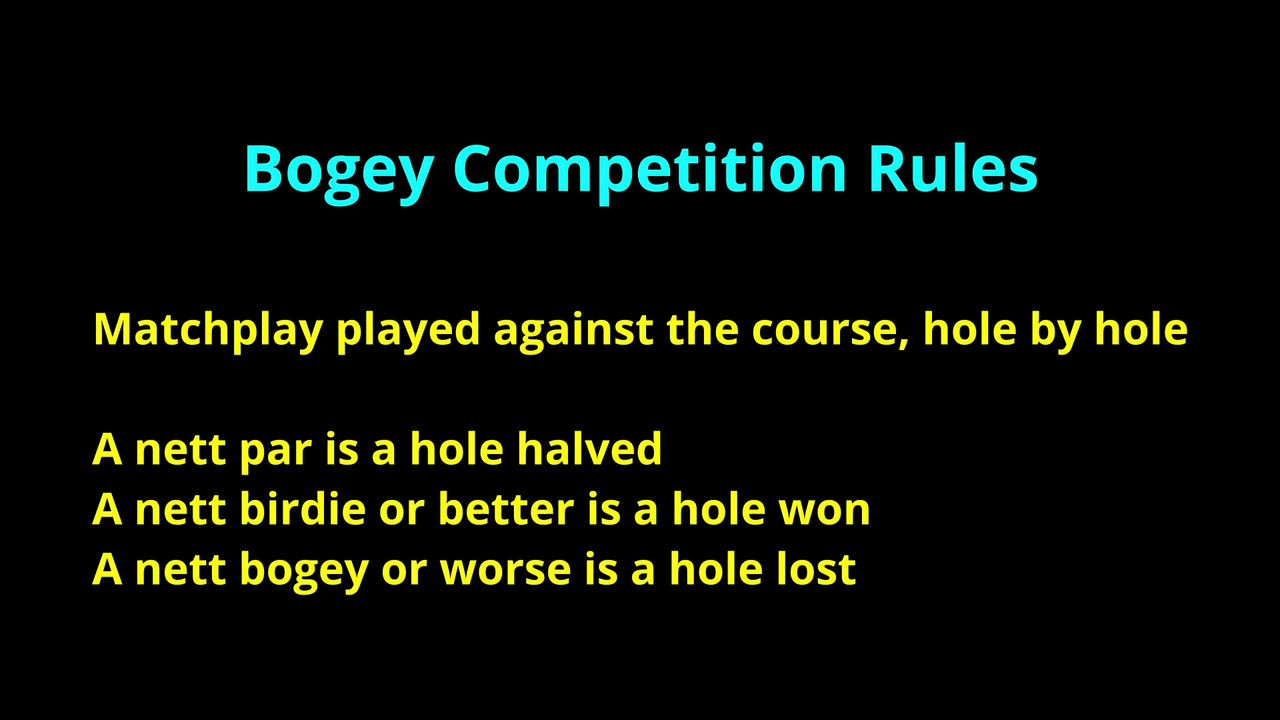 Bogey Competition Rules
Matchplay played against the course, hole by hole
A nett par is a hole halved
A nett birdie or better is a hole won
A nett bogey or worse is a hole lost